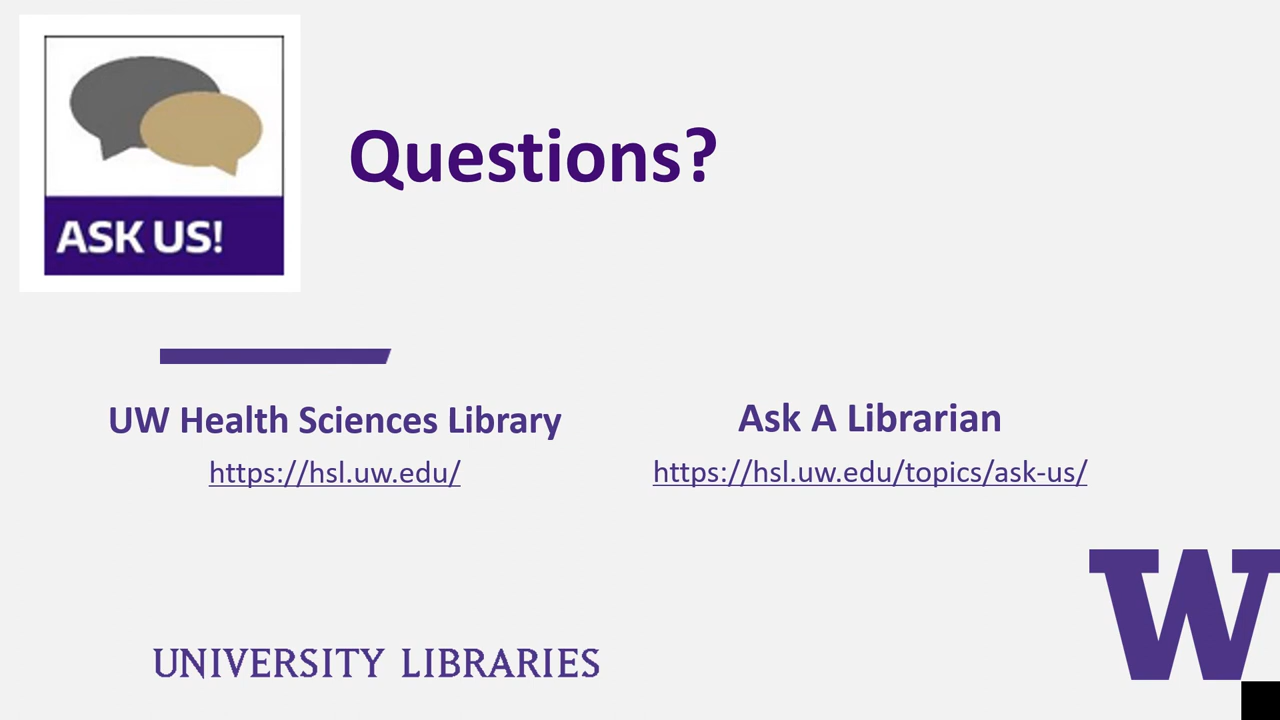 ASK US!
Questions?
UW Health Sciences Library
https://hsl.uw.edu/
Ask A Librarian
https://hsl.uw.edu/topics/ask-us/
W
UNIVERSITY LIBRARIES